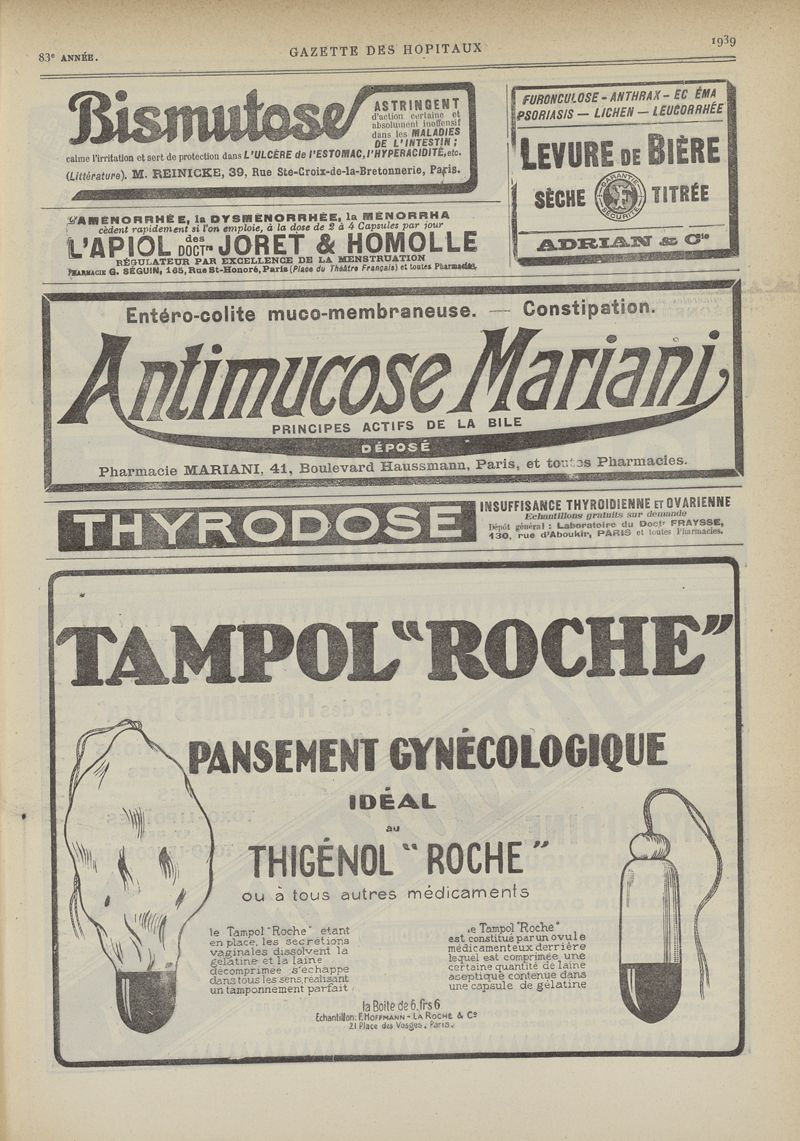 83e ANNÉE.
GAZETTE DES HOPITAUX
1939
Bismutose
ASTRINGENT
d'action certaine et
absolument inoffensif
dans les MALADIES
DE L'INTESTIN ;
calme l'irritation et sert de protection dans L'ULCÈRE de l'ESTOMAC, l'HYPERACIDITÉ, etc.
(Littérature). M. REINICKE, 39, Rue Ste-Croix-de-la-Bretonnerie, Paris.
FURONCULOSE - ANTHRAX - EC ÉMA
PSORIASIS — LICHEN — LEUCORRHÉE
LEVURE DE BIÈRE
SÈCHE
GARANTIE
SÉCURITÉ
TITRÉE
ADRIAN & Cie
L'AMÉNORRHÉE, la DYSMÉNORRHÉE, la MÉNORRHA
cèdent rapidement si l'on emploie, à la dose de 2 à 4 Capsules par jour
L'APIOL des DOCTrs JORET & HOMOLLE
RÉGULATEUR PAR EXCELLENCE DE LA MENSTRUATION
PHARMACIE G. SÉGUIN, 165, Rue St-Honoré, Paris (Place du Théâtre Français) et toutes Pharmacies.
Entéro-colite muco-membraneuse. — Constipation.
Antimucose Mariani
PRINCIPES ACTIFS DE LA BILE
DÉPOSÉ
Pharmacie MARIANI, 41, Boulevard Haussmann, Paris, et toutes Pharmacies.
THYRODOSE
INSUFFISANCE THYROIDIENNE ET OVARIENNE
Echantillons gratuits sur demande
Dépôt général : Laboratoire du Doctr FRAYSSE,
130, rue d'Aboukir, PARIS et toutes Pharmacies.
TAMPOL "ROCHE"
PANSEMENT GYNÉCOLOGIQUE
IDÉAL
au
THIGÉNOL "ROCHE"
ou à tous autres médicaments
le Tampol "Roche" étant
en place, les secrétions
vaginales dissolvent la
gélatine et la laine
décomprimée s'échappe
dans tous les sens, réalisant
un tamponnement parfait
le Tampol "Roche"
est constitué par un ovule
médicamenteux derrière
lequel est comprimée une
certaine quantité de laine
aseptique contenue dans
une capsule de gélatine
la Boite de 6, frs 6
Echantillon: F. HOFFMANN - LA ROCHE & Co
21 Place des Vosges, Paris.